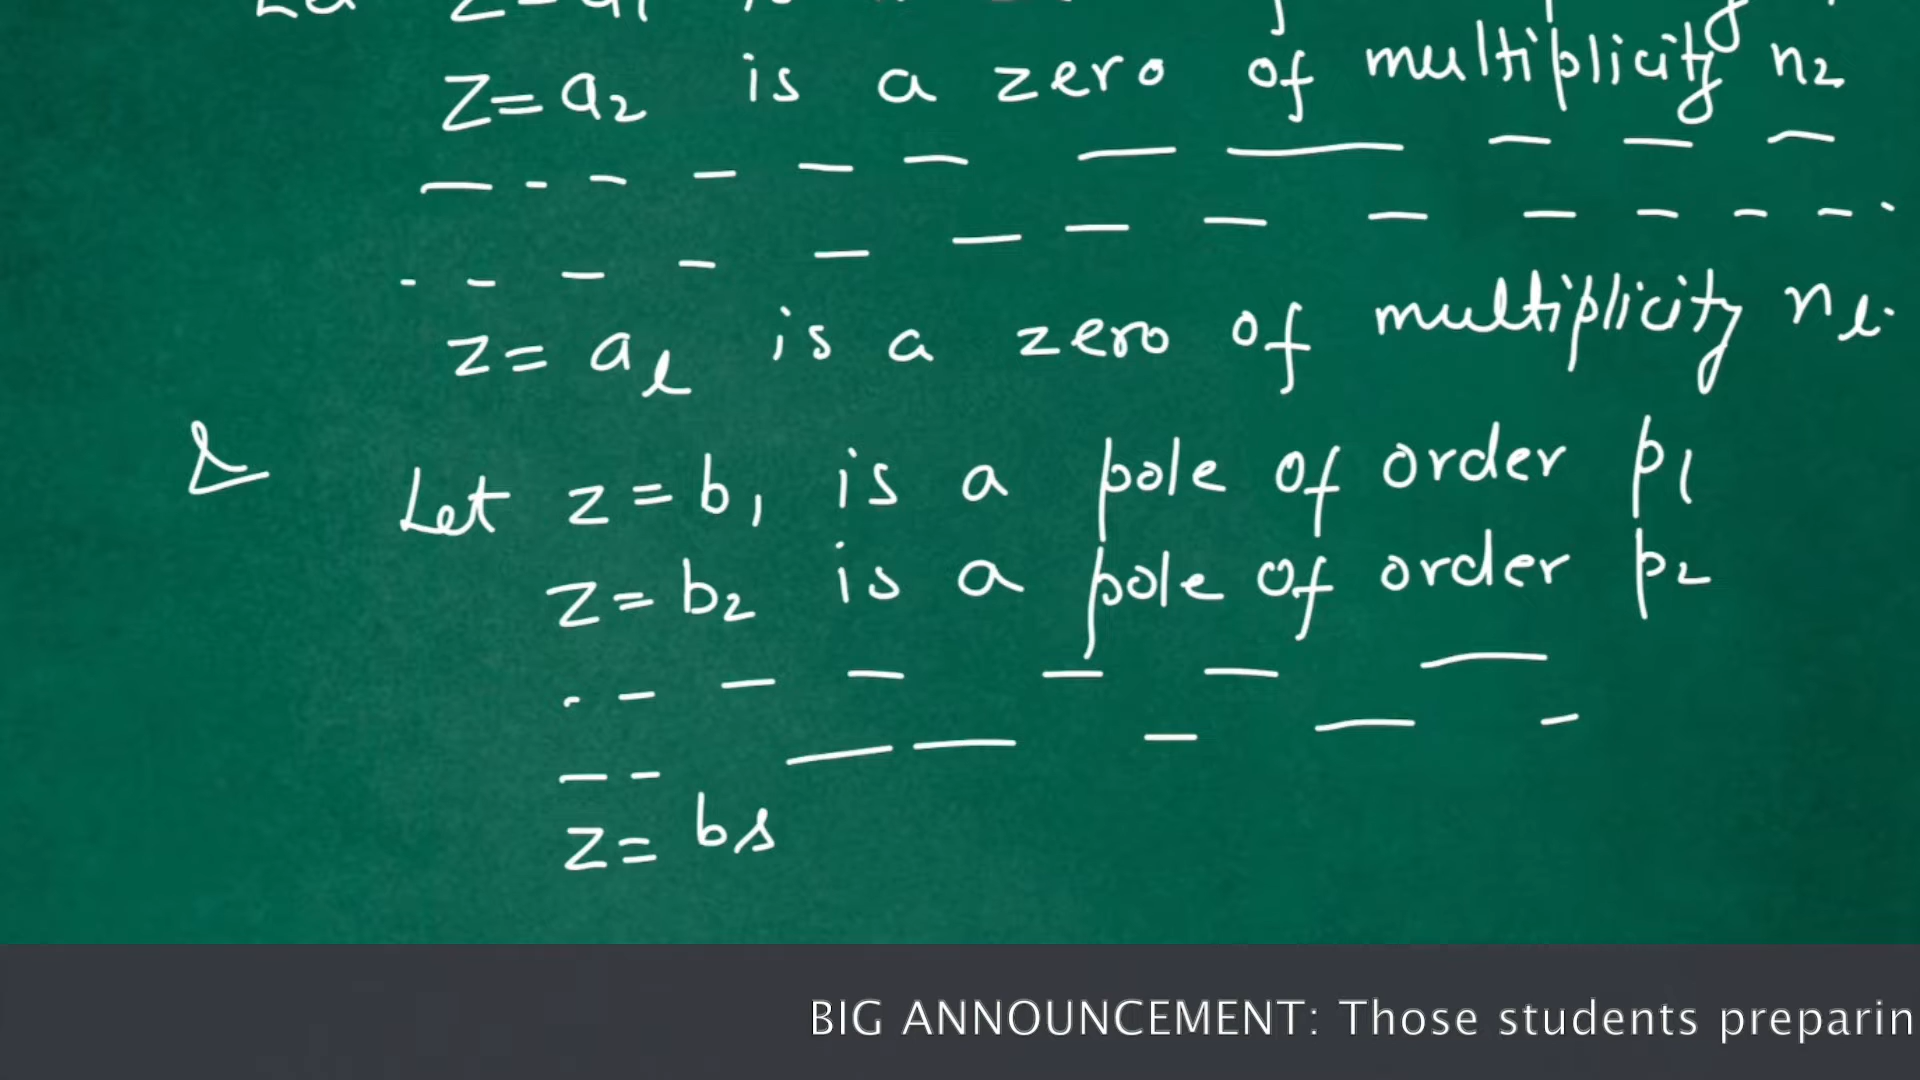 z = a₂ is a zero of multiplicity n₂
z = aₗ is a zero of multiplicity nₗ.
& Let z = b₁ is a pole of order p₁
z = b₂ is a pole of order p₂
z = bₛ
BIG ANNOUNCEMENT: Those students preparin